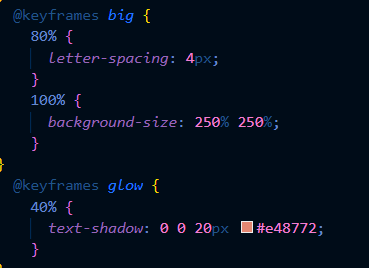 @keyframes big {
80% {
letter-spacing: 4px;
}
100% {
background-size: 250% 250%;
}
}
@keyframes glow {
40% {
text-shadow: 0 0 20px #e48772;
}